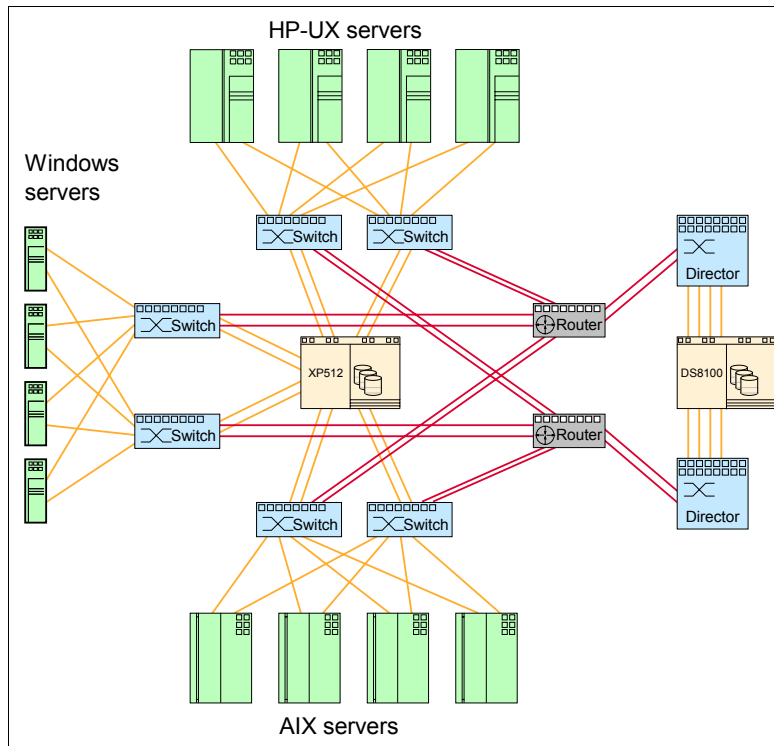 HP-UX servers
Windows
servers
Switch
Switch
Director
Switch
Router
XP512
DS8100
Switch
Router
Switch
Switch
Director
AIX servers